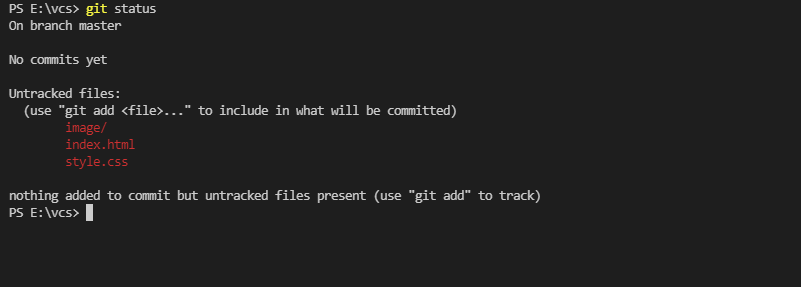 PS E:\vcs> git status
On branch master
No commits yet
Untracked files:
(use "git add <file>..." to include in what will be committed)
image/
index.html
style.css
nothing added to commit but untracked files present (use "git add" to track)
PS E:\vcs>